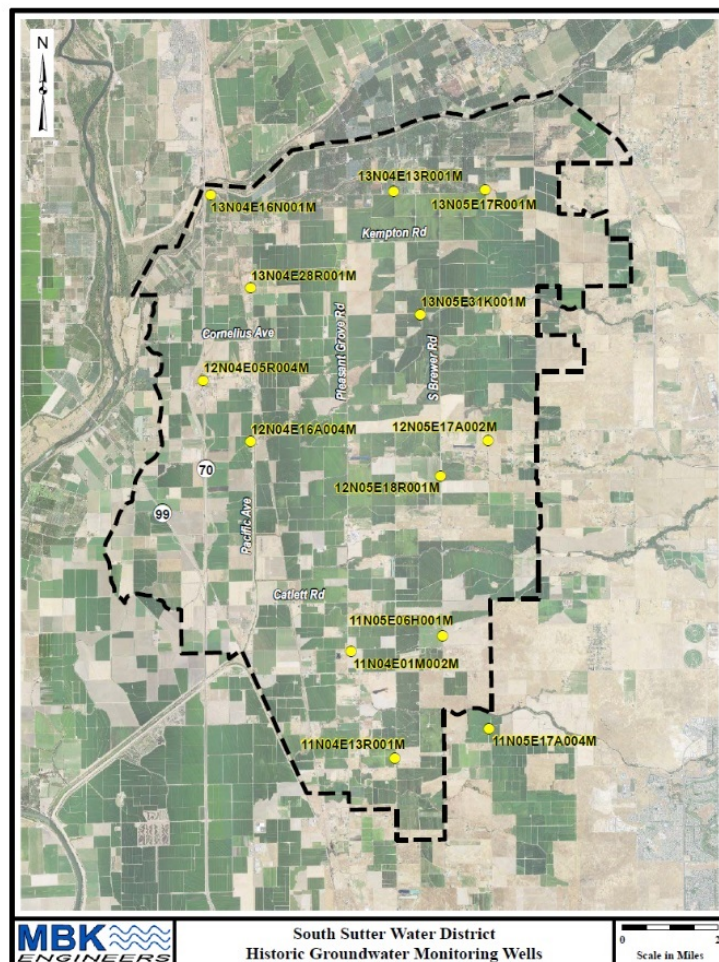 N
13N04E16N001M
13N04E13R001M
13N05E17R001M
Kempton Rd
13N04E28R001M
13N05E31K001M
Cornelius Ave
Pleasant Grove Rd
S Brewer Rd
12N04E05R004M
12N04E16A004M
12N05E17A002M
70
12N05E18R001M
99
Pacific Ave
Catlett Rd
11N05E06H001M
11N04E01M002M
11N04E13R001M
11N05E17A004M
MBK
ENGINEERS
South Sutter Water District
Historic Groundwater Monitoring Wells
0
2
Scale in Miles